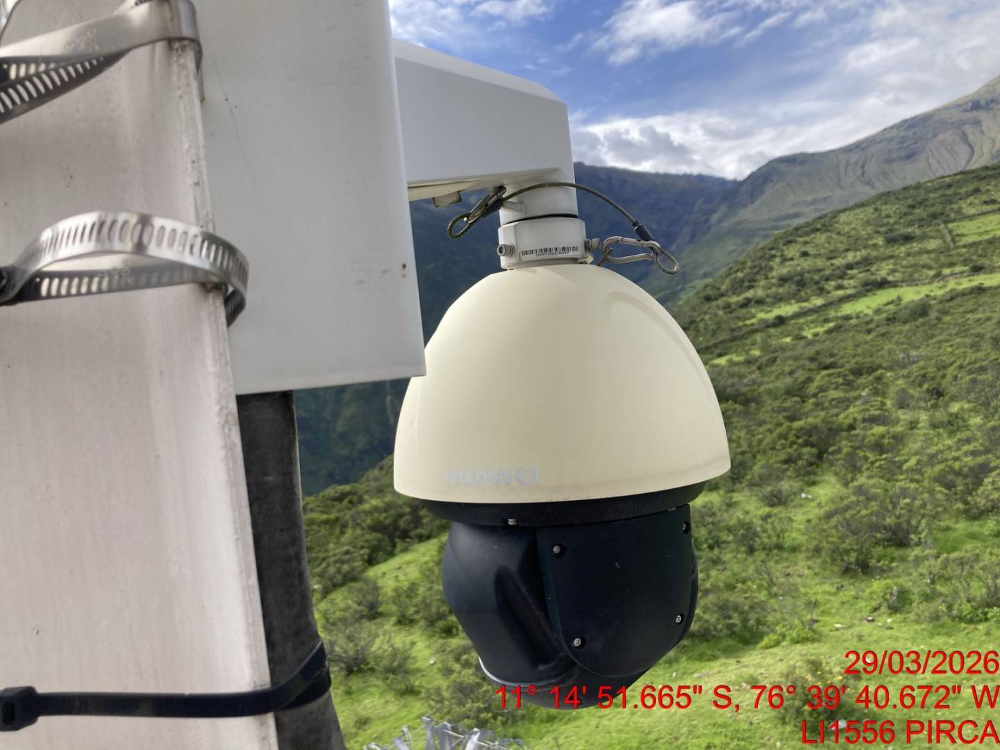 HUAWEI
29/03/2026
11° 14' 51.665" S, 76° 39' 40.672" W
LI1556 PIRCA